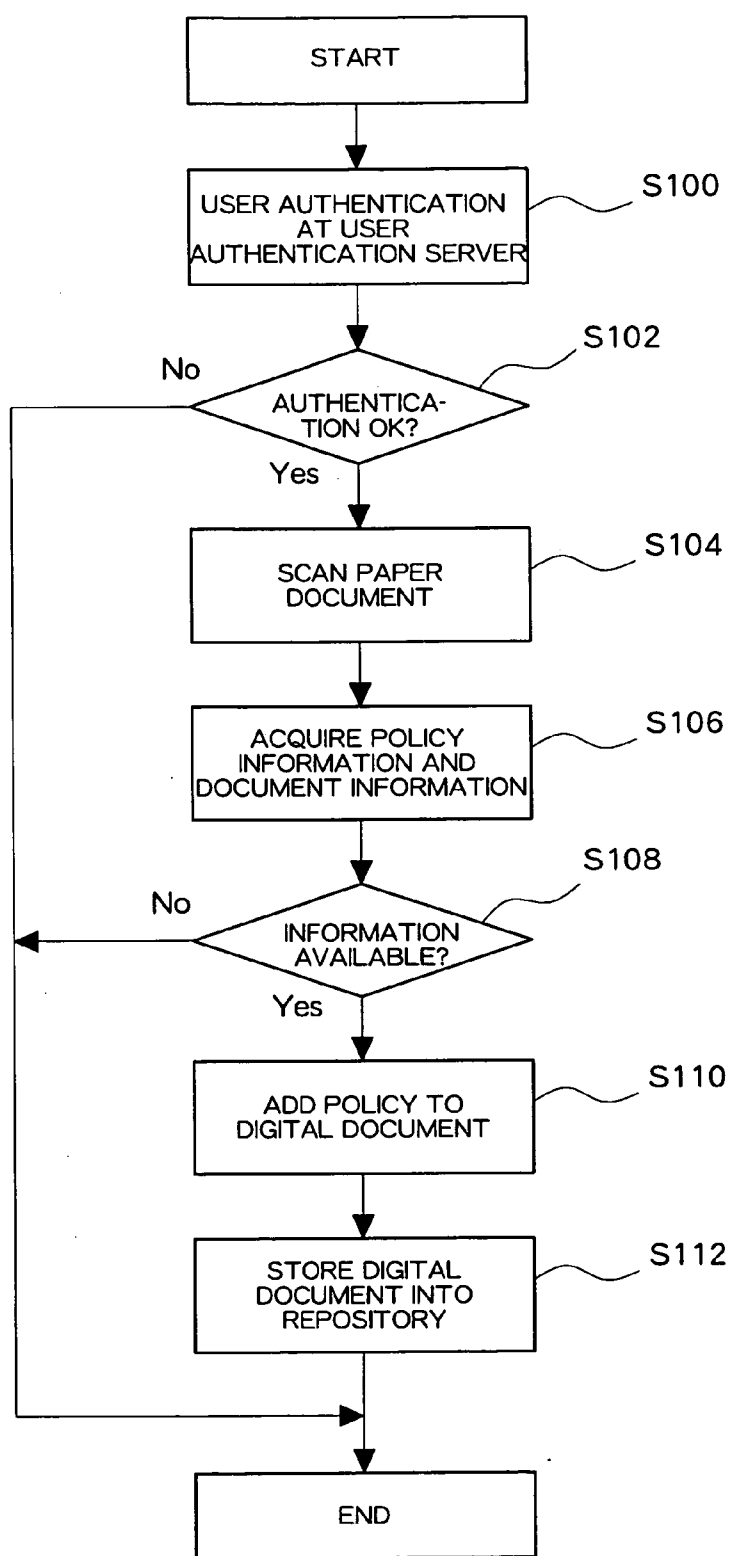 START
USER AUTHENTICATION
AT USER
AUTHENTICATION SERVER
S100
S102
No
AUTHENTICA-
TION OK?
Yes
SCAN PAPER
DOCUMENT
S104
ACQUIRE POLICY
INFORMATION AND
DOCUMENT INFORMATION
S106
S108
No
INFORMATION
AVAILABLE?
Yes
ADD POLICY TO
DIGITAL DOCUMENT
S110
STORE DIGITAL
DOCUMENT INTO
REPOSITORY
S112
END